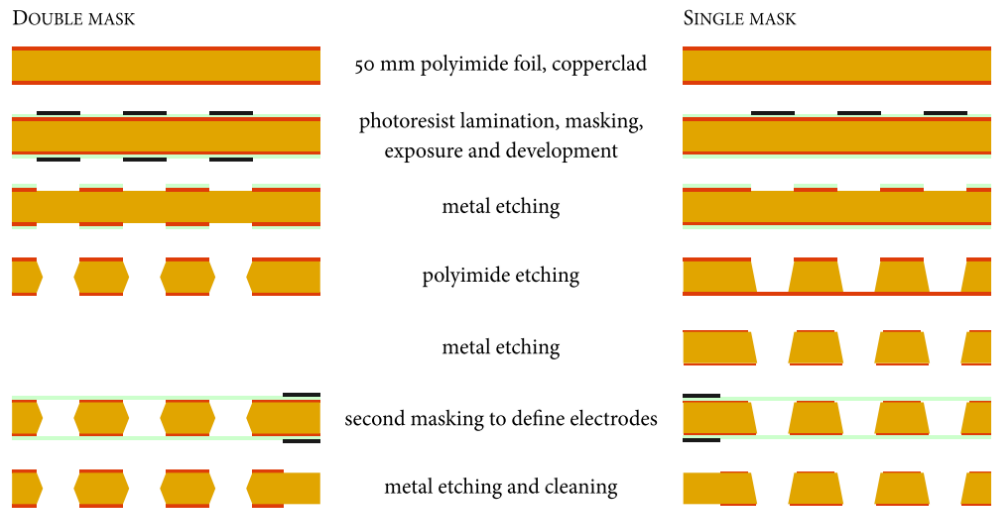 DOUBLE MASK
SINGLE MASK
50 mm polyimide foil, copperclad
photoresist lamination, masking,
exposure and development
metal etching
polyimide etching
metal etching
second masking to define electrodes
metal etching and cleaning